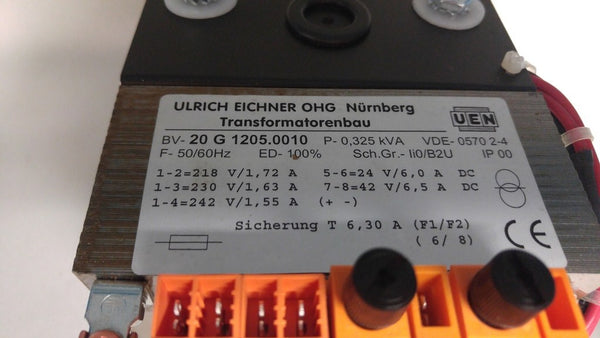 ULRICH EICHNER OHG Nürnberg
Transformatorenbau
UEN
BV- 20 G 1205.0010 P- 0,325 kVA VDE- 0570 2-4
F- 50/60Hz ED- 100% Sch.Gr.- Ii0/B2U IP 00
1-2=218 V/1,72 A 5-6=24 V/6,0 A DC
1-3=230 V/1,63 A 7-8=42 V/6,5 A DC
1-4=242 V/1,55 A (+ -)
Sicherung T 6,30 A (F1/F2)
( 6/ 8)
CE